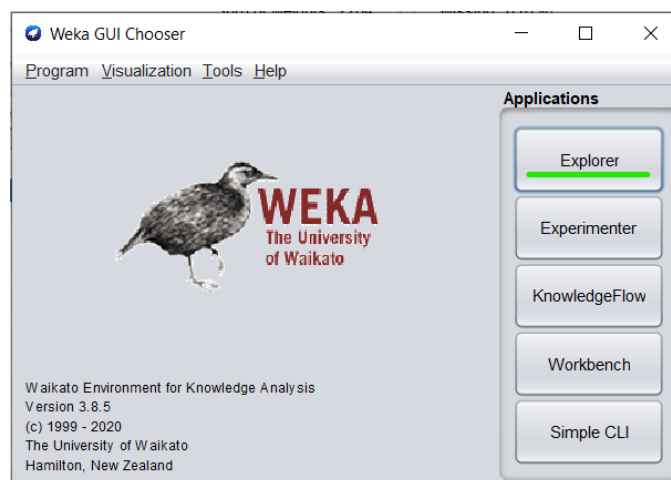 Weka GUI Chooser
Program Visualization Tools Help
Applications
Explorer
Experimenter
KnowledgeFlow
Workbench
Simple CLI
WEKA
The University
of Waikato
Waikato Environment for Knowledge Analysis
Version 3.8.5
(c) 1999 - 2020
The University of Waikato
Hamilton, New Zealand